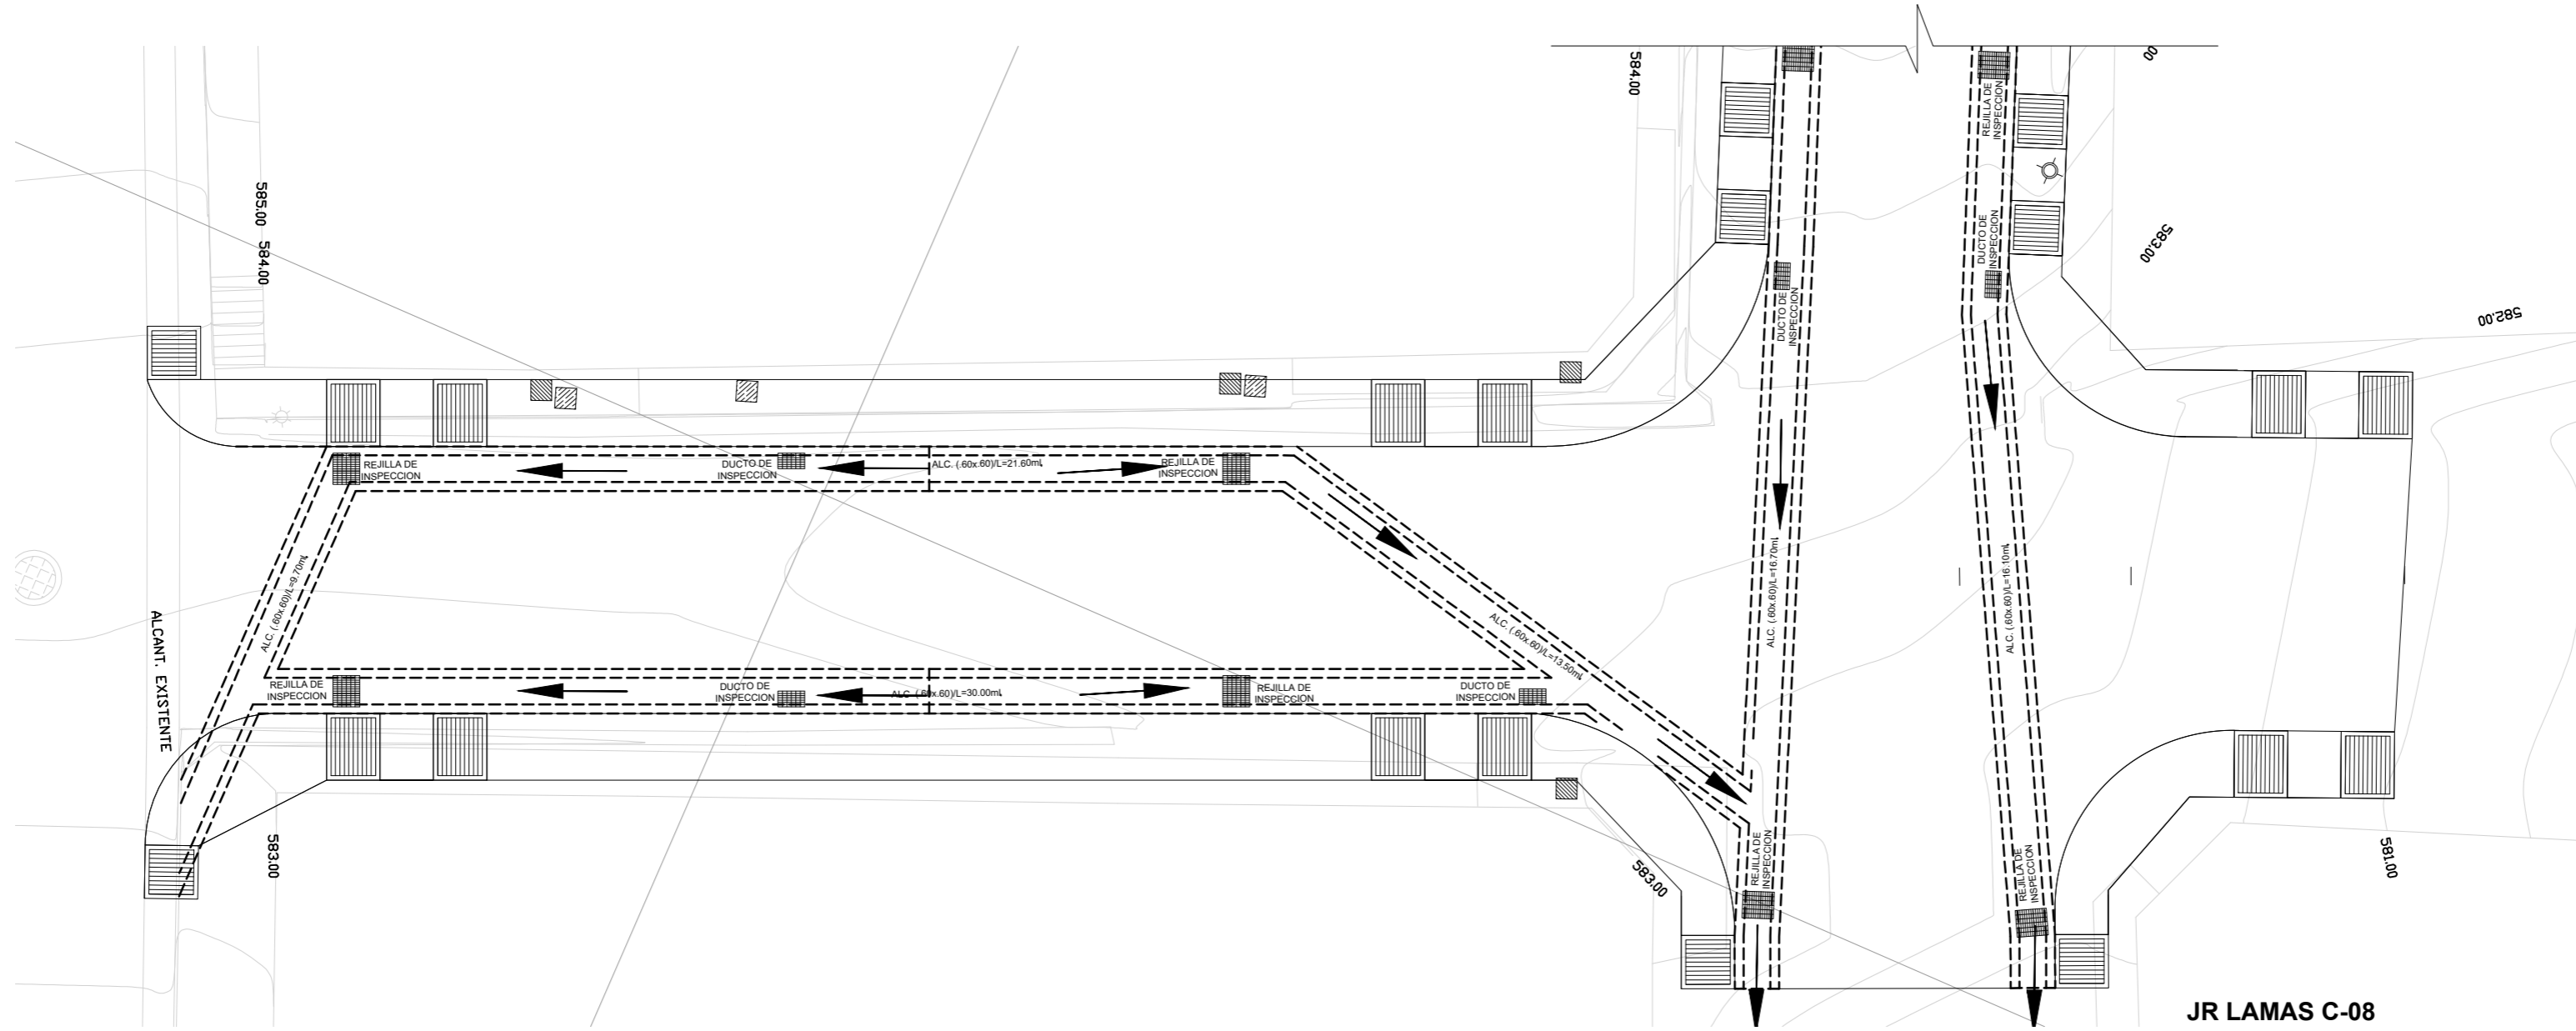 584.00
00
REJILLA DE
INSPECCION
585.00
584.00
DUCTO DE
INSPECCION
583.00
DUCTO DE
INSPECCION
582.00
REJILLA DE
INSPECCION
DUCTO DE
INSPECCION
ALC. (.60x.60)/L=21.60ml.
REJILLA DE
INSPECCION
ALC. (.60x.60)/L=9.70ml.
ALC. (.60x.60)/L=16.70ml.
ALC. (.60x.60)/L=16.10ml.
ALCANT. EXISTENTE
ALC. (.60x.60)/L=13.50ml.
REJILLA DE
INSPECCION
DUCTO DE
INSPECCION
ALC. (.60x.60)/L=30.00ml.
REJILLA DE
INSPECCION
DUCTO DE
INSPECCION
583.00
583.00
REJILLA DE
INSPECCION
REJILLA DE
INSPECCION
581.00
JR LAMAS C-08